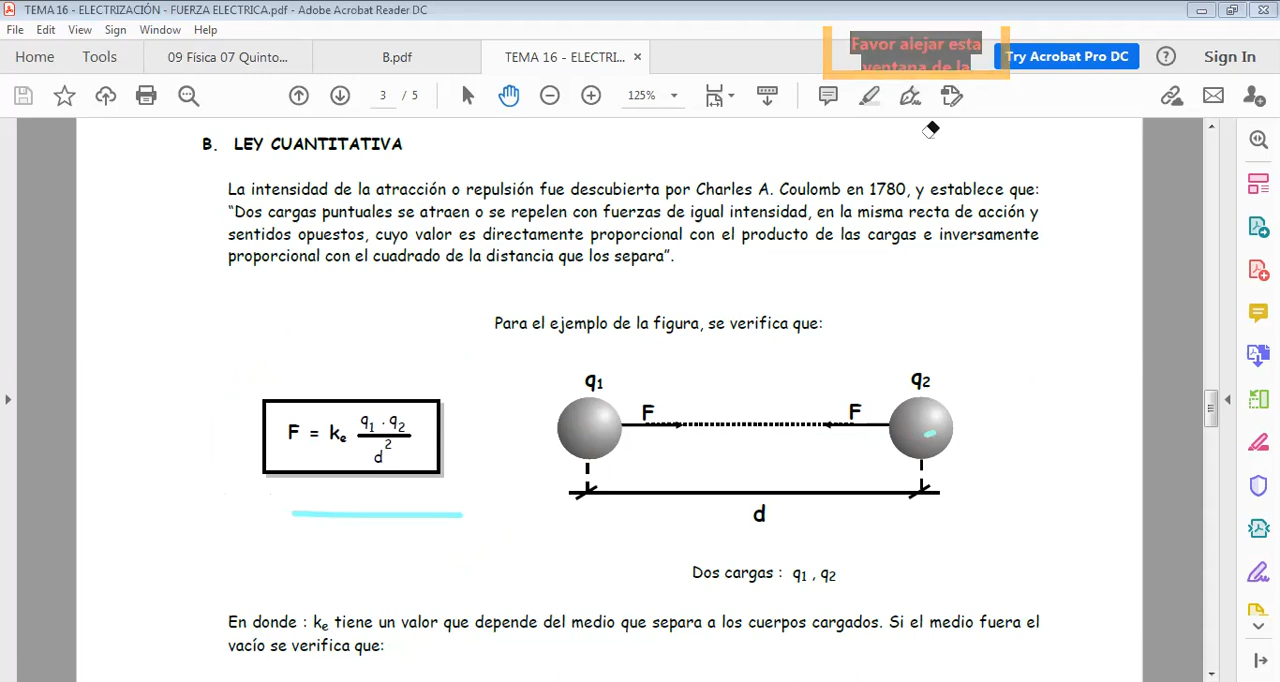 TEMA 16 - ELECTRIZACIÓN - FUERZA ELECTRICA.pdf - Adobe Acrobat Reader DC
File Edit View Sign Window Help
Home Tools 09 Física 07 Quinto... B.pdf TEMA 16 - ELECTRI... × Favor alejar esta
ventana de la
Try Acrobat Pro DC Sign In
3 / 5 125%
B. LEY CUANTITATIVA
La intensidad de la atracción o repulsión fue descubierta por Charles A. Coulomb en 1780, y establece que:
“Dos cargas puntuales se atraen o se repelen con fuerzas de igual intensidad, en la misma recta de acción y
sentidos opuestos, cuyo valor es directamente proporcional con el producto de las cargas e inversamente
proporcional con el cuadrado de la distancia que los separa”.
Para el ejemplo de la figura, se verifica que:
F = ke q1 . q2 / d2
q1 q2
F F
d
Dos cargas : q1 , q2
En donde : ke tiene un valor que depende del medio que separa a los cuerpos cargados. Si el medio fuera el
vacío se verifica que: